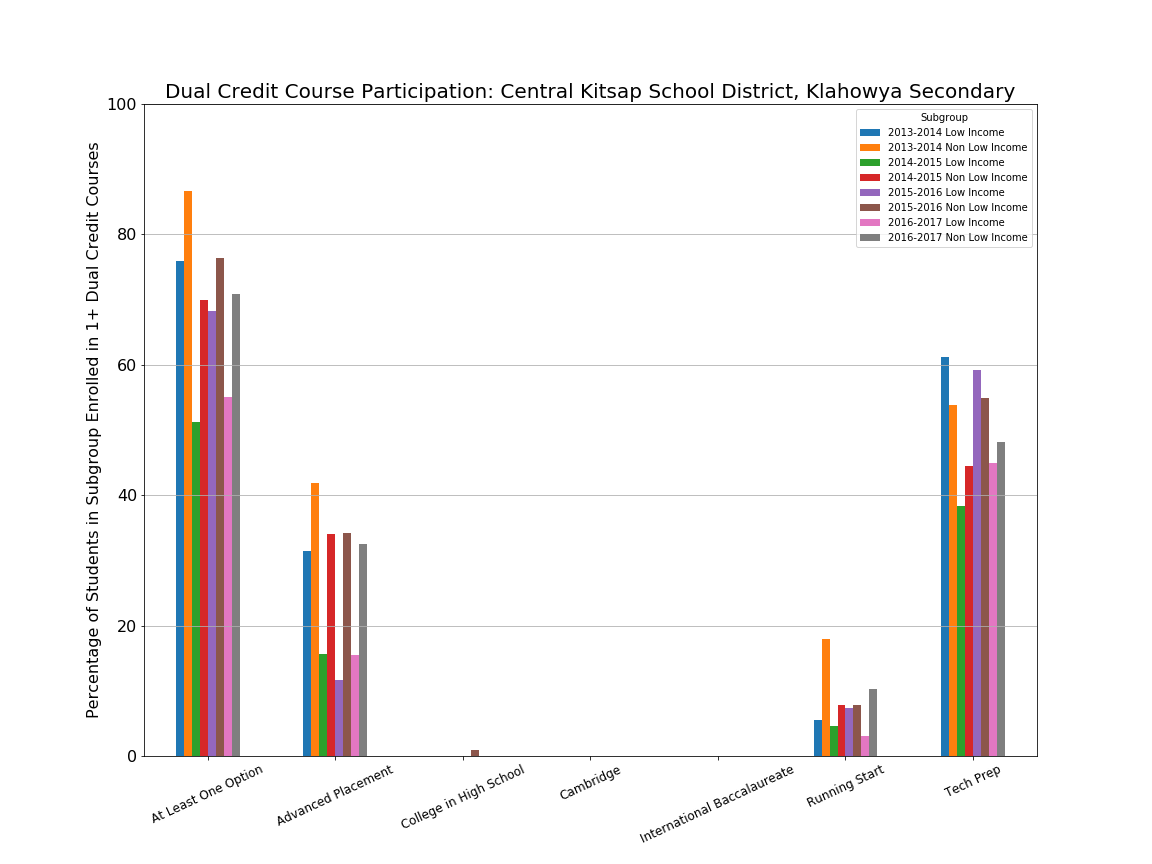 Dual Credit Course Participation: Central Kitsap School District, Klahowya Secondary
Percentage of Students in Subgroup Enrolled in 1+ Dual Credit Courses
100
80
60
40
20
0
Subgroup
2013-2014 Low Income
2013-2014 Non Low Income
2014-2015 Low Income
2014-2015 Non Low Income
2015-2016 Low Income
2015-2016 Non Low Income
2016-2017 Low Income
2016-2017 Non Low Income
At Least One Option
Advanced Placement
College in High School
Cambridge
International Baccalaureate
Running Start
Tech Prep